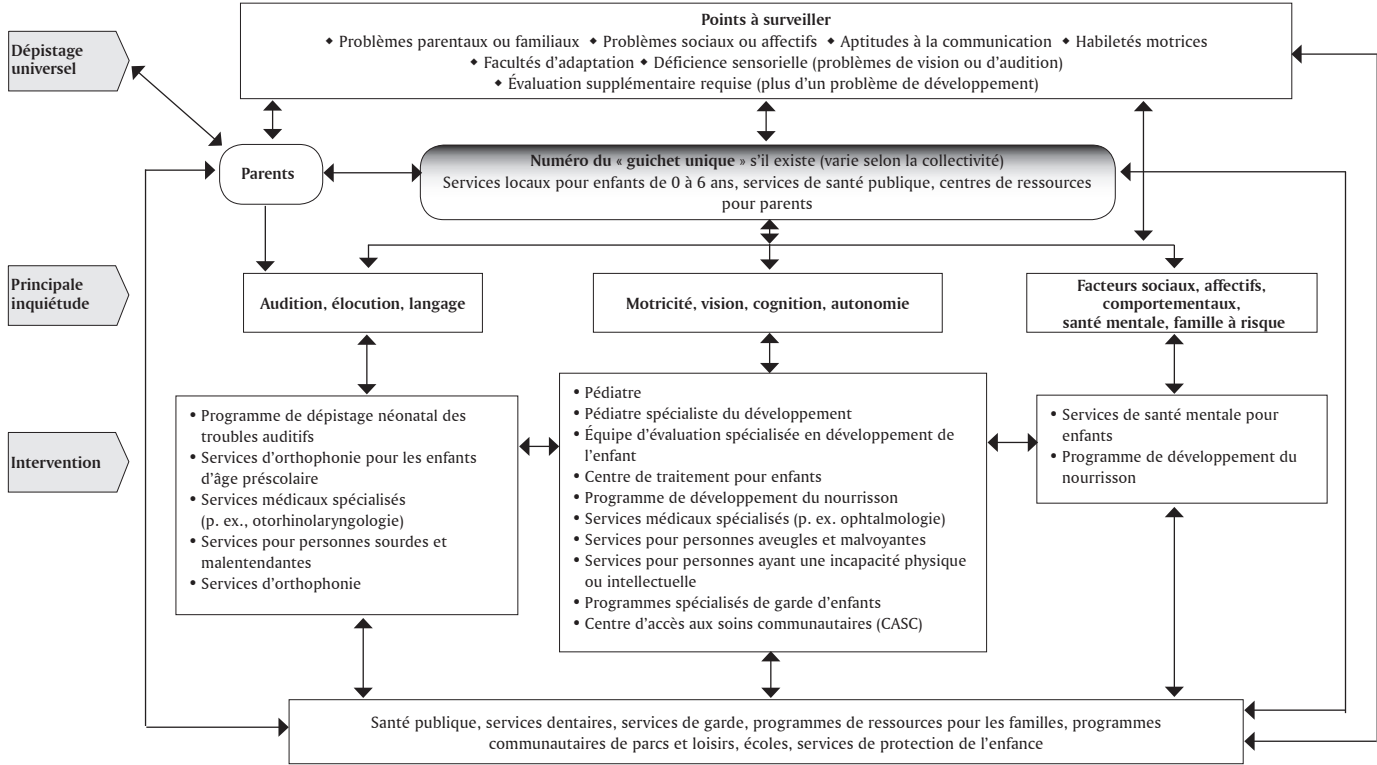 Points à surveiller
◆ Problèmes parentaux ou familiaux ◆ Problèmes sociaux ou affectifs ◆ Aptitudes à la communication ◆ Habiletés motrices
◆ Facultés d'adaptation ◆ Déficience sensorielle (problèmes de vision ou d'audition)
◆ Évaluation supplémentaire requise (plus d'un problème de développement)
Dépistage
universel
Parents
Numéro du « guichet unique » s'il existe (varie selon la collectivité)
Services locaux pour enfants de 0 à 6 ans, services de santé publique, centres de ressources
pour parents
Principale
inquiétude
Audition, élocution, langage
Motricité, vision, cognition, autonomie
Facteurs sociaux, affectifs,
comportementaux,
santé mentale, famille à risque
Intervention
• Programme de dépistage néonatal des
troubles auditifs
• Services d'orthophonie pour les enfants
d'âge préscolaire
• Services médicaux spécialisés
(p. ex., otorhinolaryngologie)
• Services pour personnes sourdes et
malentendantes
• Services d'orthophonie
• Pédiatre
• Pédiatre spécialiste du développement
• Équipe d'évaluation spécialisée en développement de
l'enfant
• Centre de traitement pour enfants
• Programme de développement du nourrisson
• Services médicaux spécialisés (p. ex. ophtalmologie)
• Services pour personnes aveugles et malvoyantes
• Services pour personnes ayant une incapacité physique
ou intellectuelle
• Programmes spécialisés de garde d'enfants
• Centre d'accès aux soins communautaires (CASC)
• Services de santé mentale pour
enfants
• Programme de développement du
nourrisson
Santé publique, services dentaires, services de garde, programmes de ressources pour les familles, programmes
communautaires de parcs et loisirs, écoles, services de protection de l'enfance